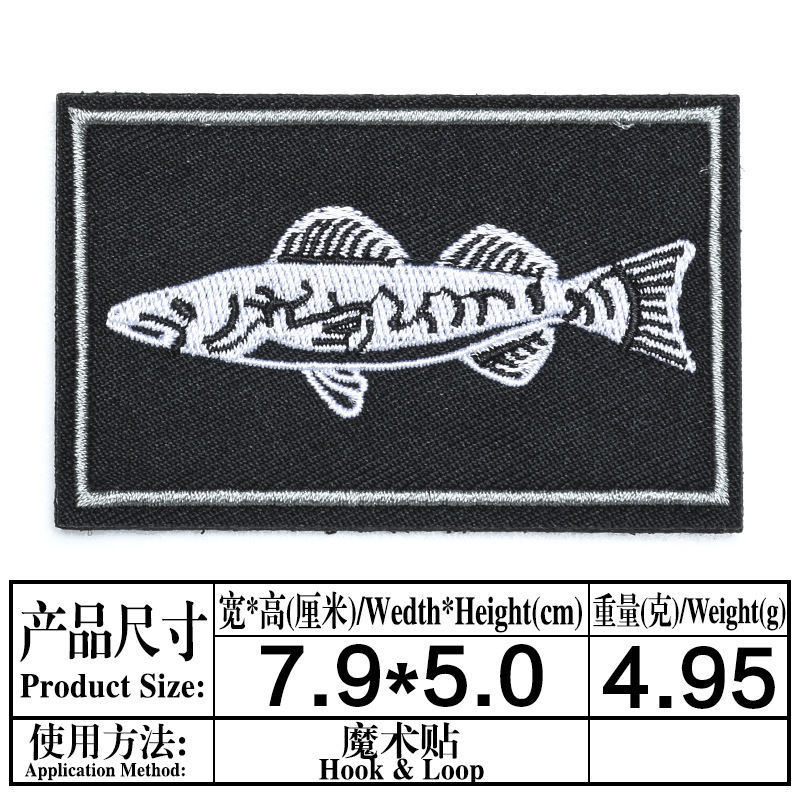 产品尺寸
Product Size:
宽*高(厘米)/Wedth*Height(cm)
重量(克)/Weight(g)
7.9*5.0
4.95
使用方法:
Application Method:
魔术贴
Hook & Loop